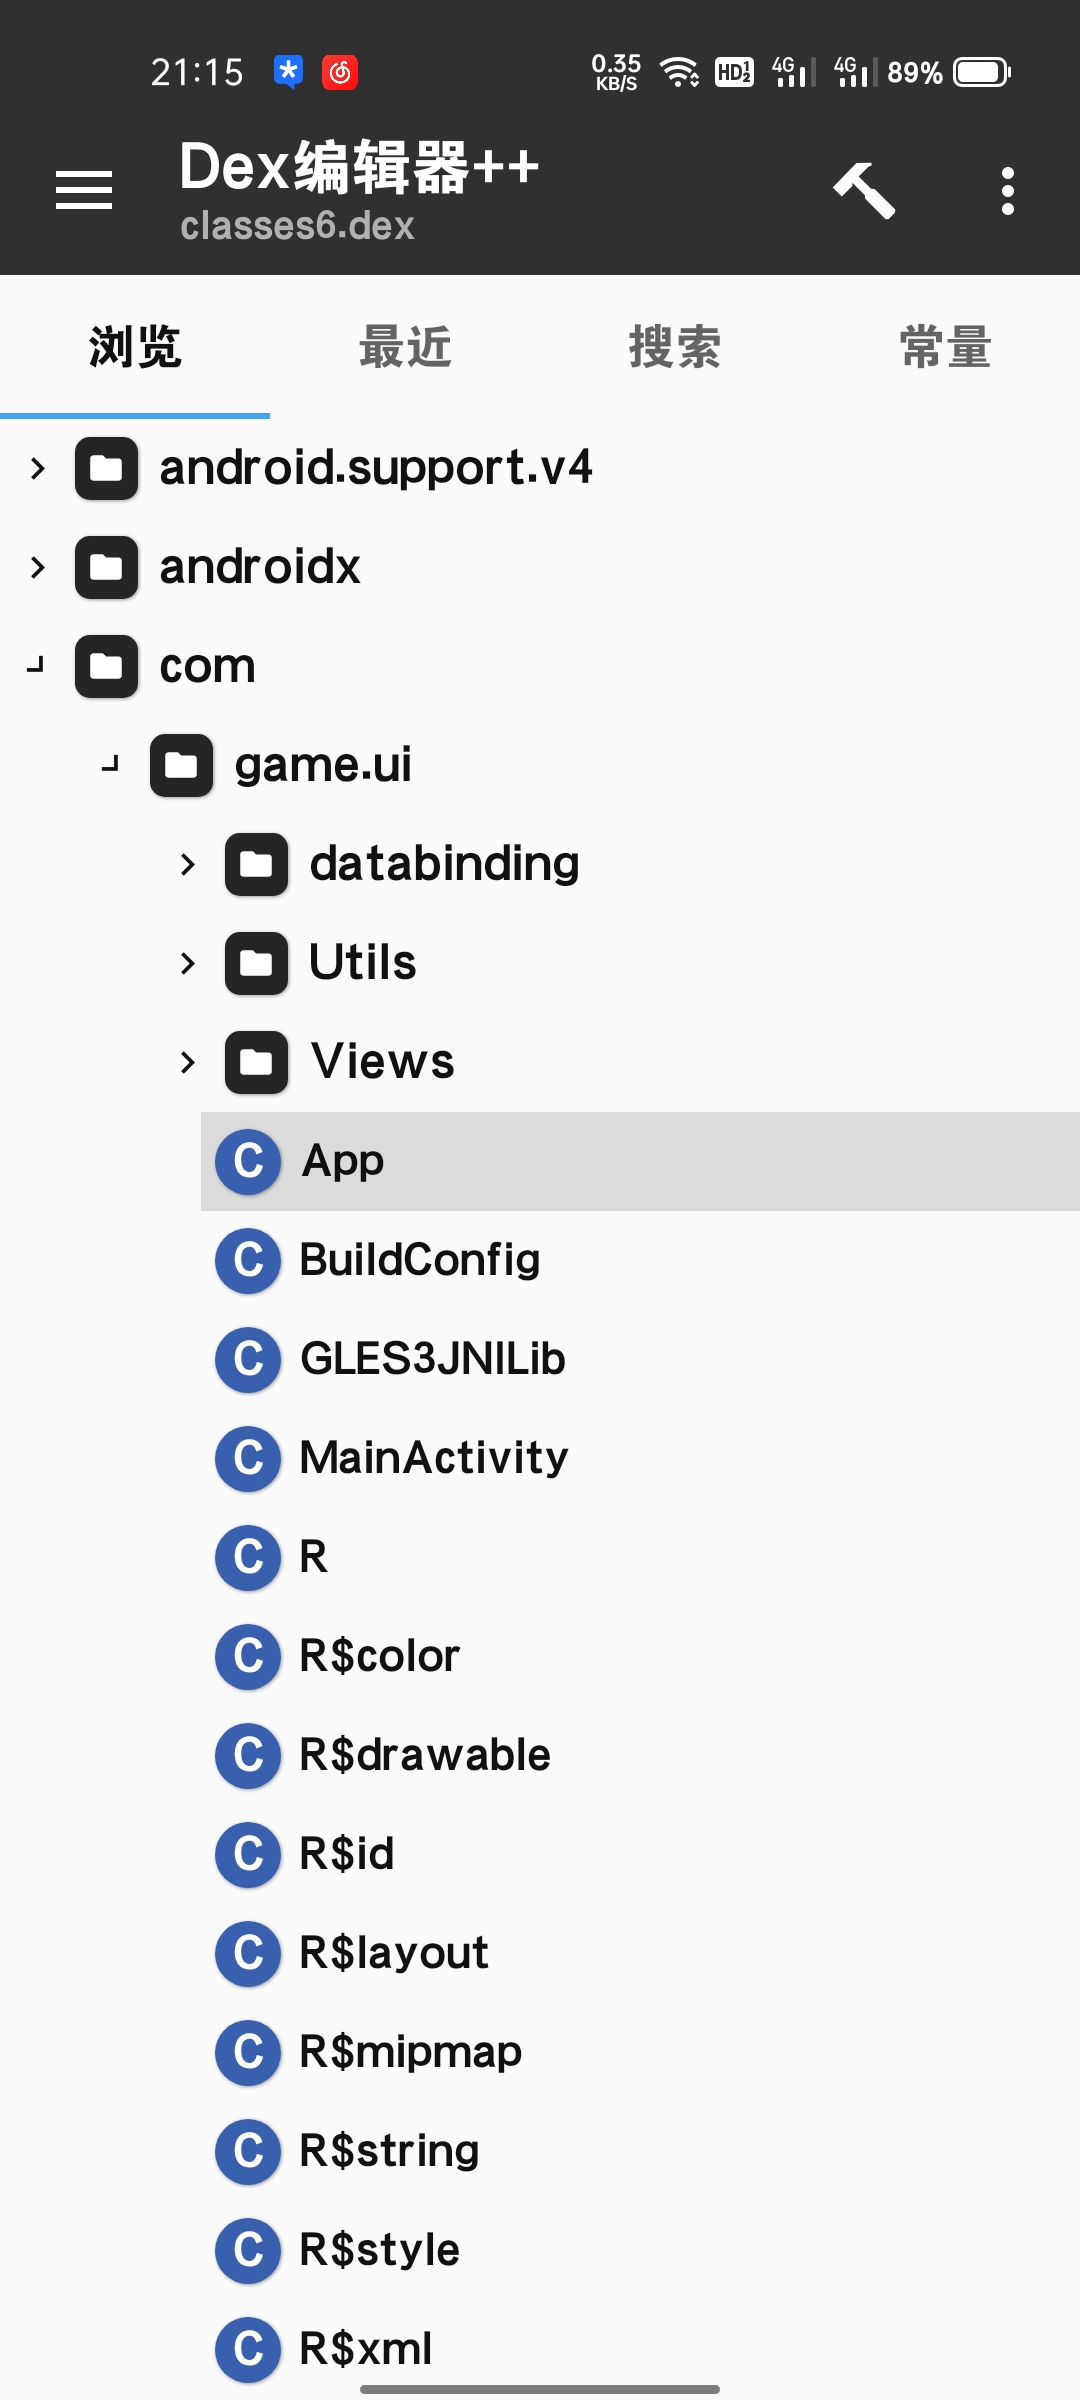 21:15 0.35 KB/S HD 1 2 4G 4G 89%
Dex编辑器++
classes6.dex
浏览 最近 搜索 常量
android.support.v4
androidx
com
game.ui
databinding
Utils
Views
C App
C BuildConfig
C GLES3JNILib
C MainActivity
C R
C R$color
C R$drawable
C R$id
C R$layout
C R$mipmap
C R$string
C R$style
C R$xml